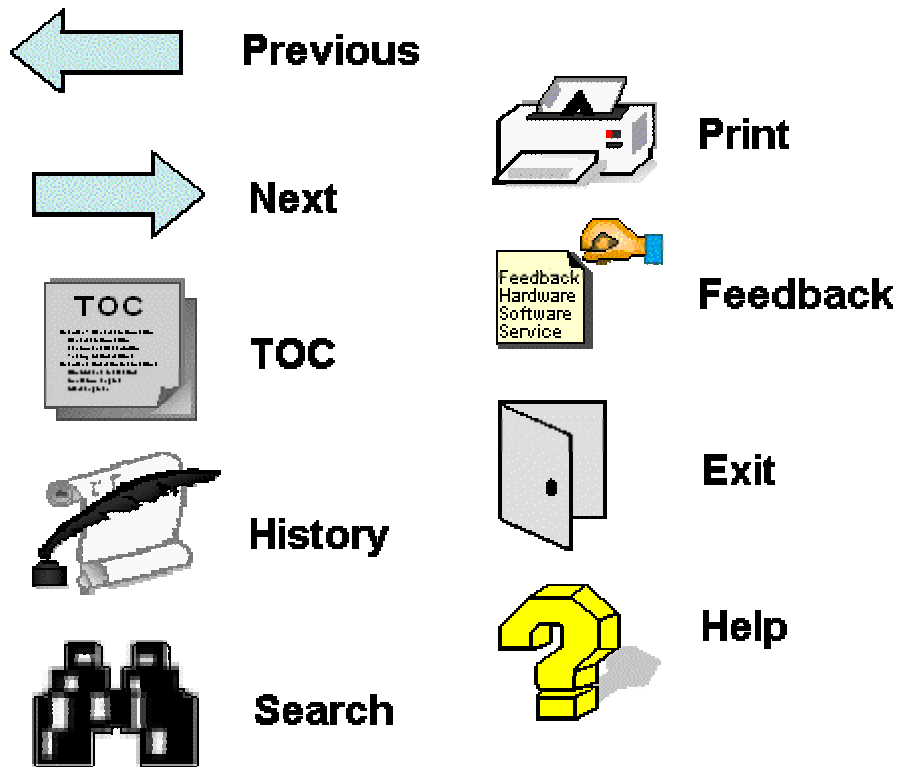 Previous
Next
TOC
TOC
History
Search
Print
Feedback
Hardware
Software
Service
Feedback
Exit
Help